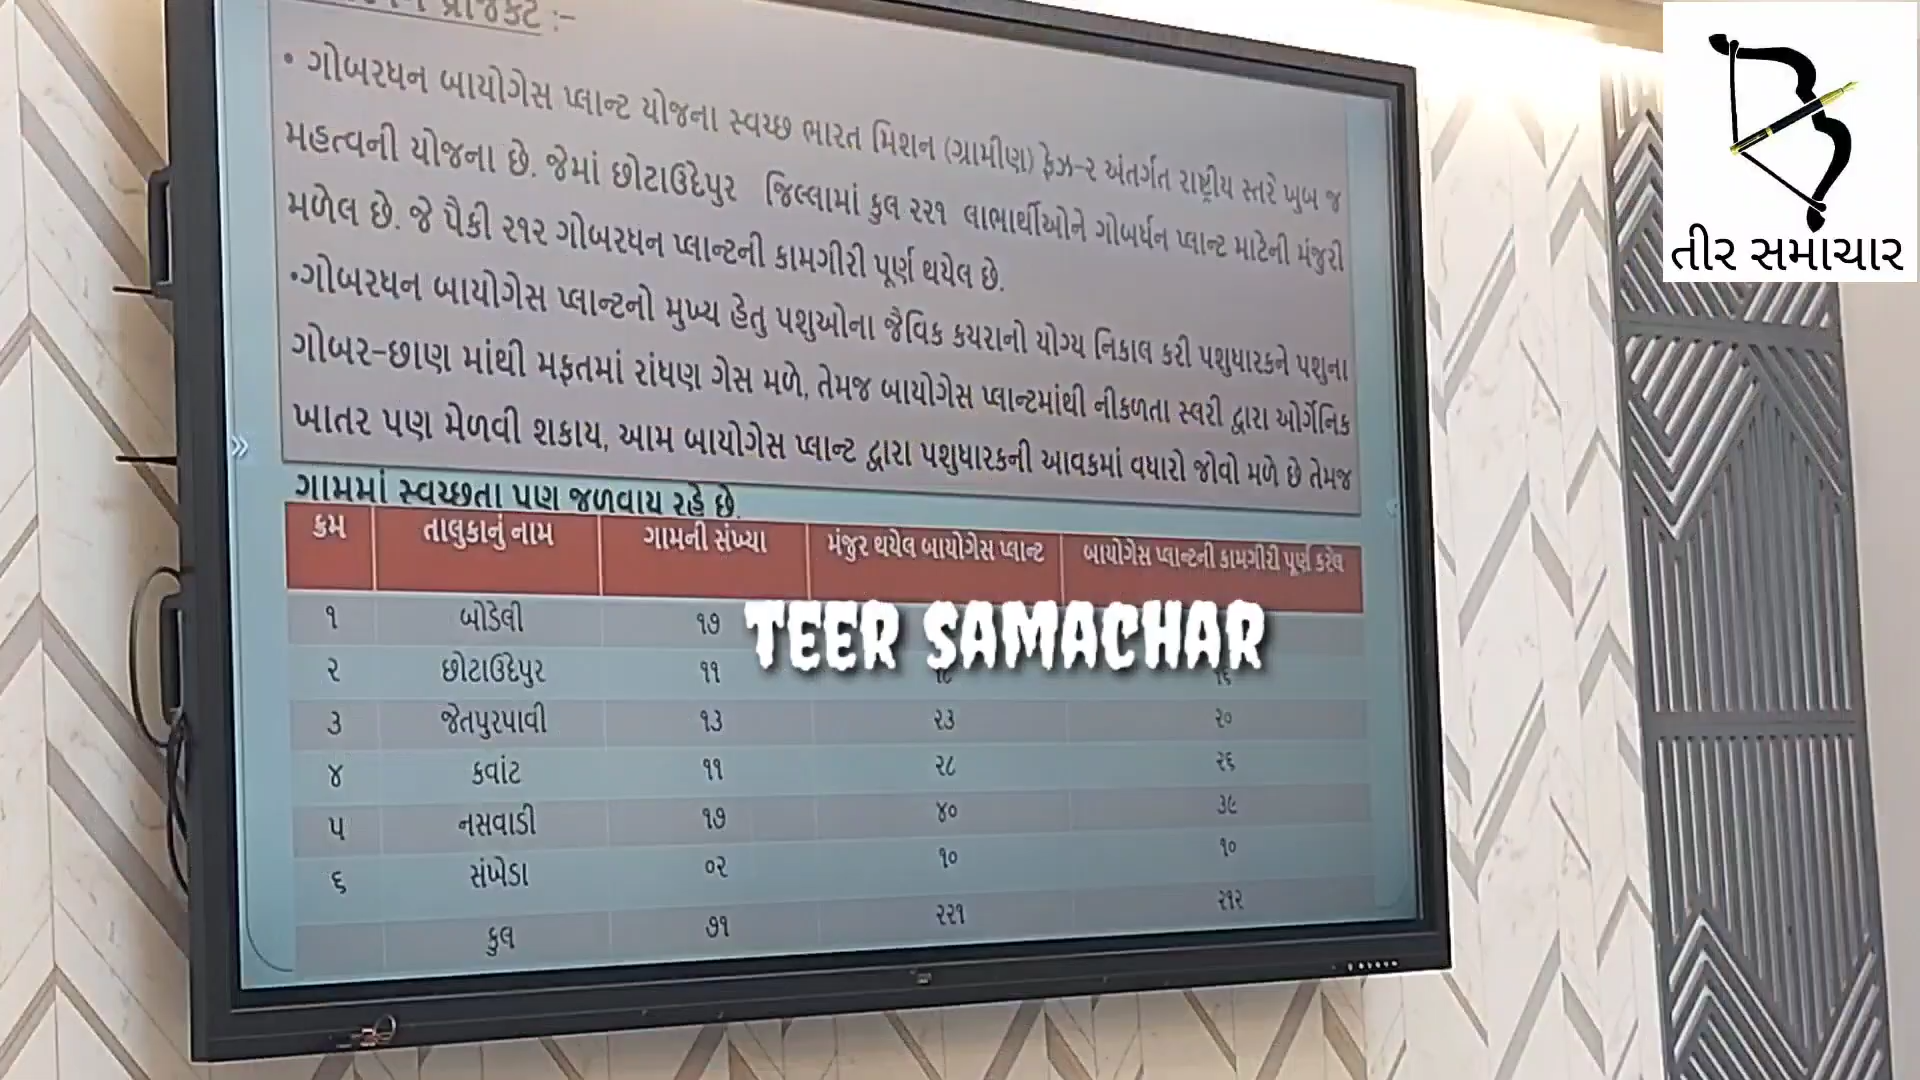 પ્રોજેક્ટ :-
• ગોબરધન બાયોગેસ પ્લાન્ટ યોજના સ્વચ્છ ભારત મિશન (ગ્રામીણ) ફેઝ-૨ અંતર્ગત રાષ્ટ્રીય સ્તરે ખુબ જ
મહત્વની યોજના છે. જેમાં છોટાઉદેપુર જિલ્લામાં કુલ ૨૨૧ લાભાર્થીઓને ગોબર્ધન પ્લાન્ટ માટેની મંજુરી
મળેલ છે. જે પૈકી ૨૧૨ ગોબરધન પ્લાન્ટની કામગીરી પૂર્ણ થયેલ છે.
•ગોબરધન બાયોગેસ પ્લાન્ટનો મુખ્ય હેતુ પશુઓના જૈવિક કચરાનો યોગ્ય નિકાલ કરી પશુધારકને પશુના
ગોબર-છાણ માંથી મફતમાં રાંધણ ગેસ મળે, તેમજ બાયોગેસ પ્લાન્ટમાંથી નીકળતા સ્લરી દ્વારા ઓર્ગેનિક
ખાતર પણ મેળવી શકાય, આમ બાયોગેસ પ્લાન્ટ દ્વારા પશુધારકની આવકમાં વધારો જોવો મળે છે તેમજ
ગામમાં સ્વચ્છતા પણ જળવાય રહે છે.
ક્રમ તાલુકાનું નામ ગામની સંખ્યા મંજુર થયેલ બાયોગેસ પ્લાન્ટ બાયોગેસ પ્લાન્ટની કામગીરી પૂર્ણ કરેલ
૧ બોડેલી ૧૭
૨ છોટાઉદેપુર ૧૧ ૧૬
૩ જેતપુરપાવી ૧૩ ૨૩ ૨૦
૪ કવાંટ ૧૧ ૨૮ ૨૬
૫ નસવાડી ૧૭ ૪૦ ૩૯
૬ સંખેડા ૦૨ ૧૦ ૧૦
કુલ ૭૧ ૨૨૧ ૨૧૨
TEER SAMACHAR
તીર સમાચાર